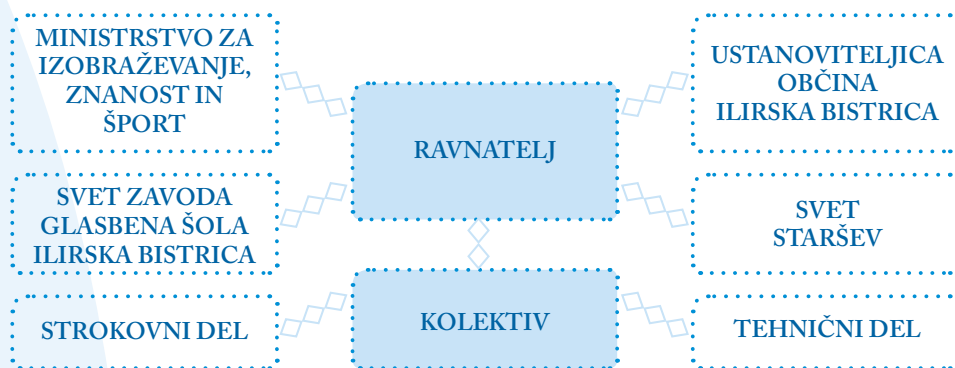 MINISTRSTVO ZA
IZOBRAŽEVANJE,
ZNANOST IN
ŠPORT
USTANOVITELJICA
OBČINA
ILIRSKA BISTRICA
RAVNATELJ
SVET ZAVODA
GLASBENA ŠOLA
ILIRSKA BISTRICA
SVET
STARŠEV
STROKOVNI DEL
KOLEKTIV
TEHNIČNI DEL